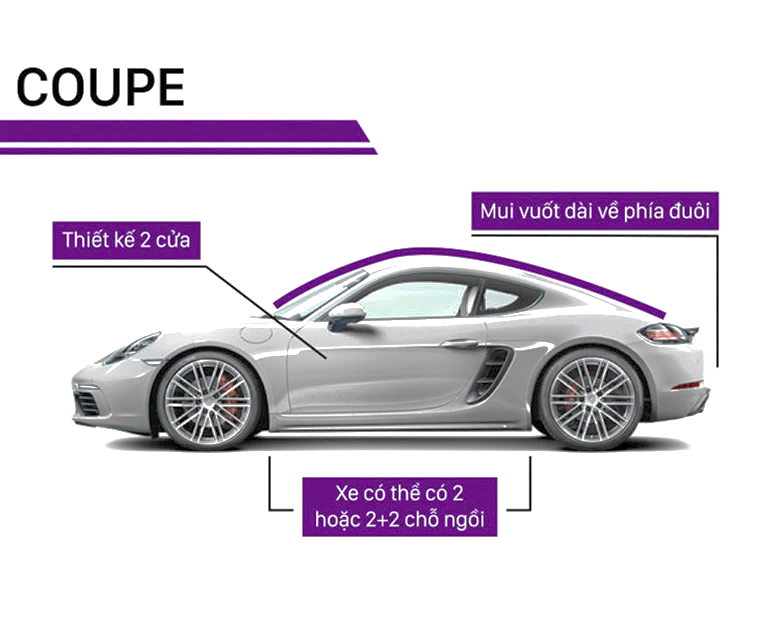 COUPE
Mui vuốt dài về phía đuôi
Thiết kế 2 cửa
Xe có thể có 2
hoặc 2+2 chỗ ngồi